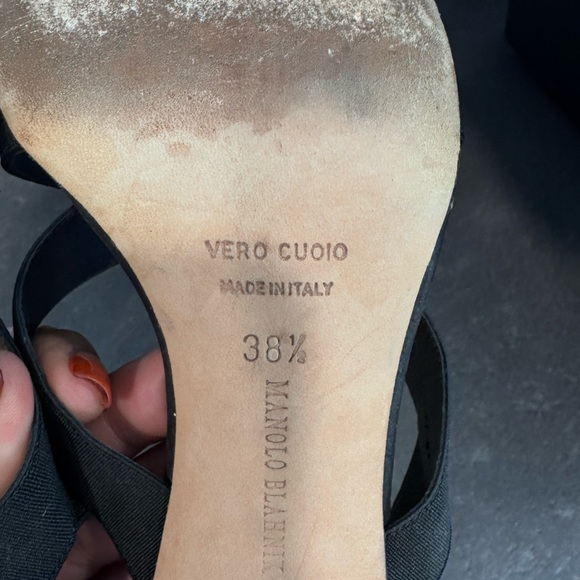 VERO CUOIO
MADE IN ITALY
38½
MANOLO BLAHNIK